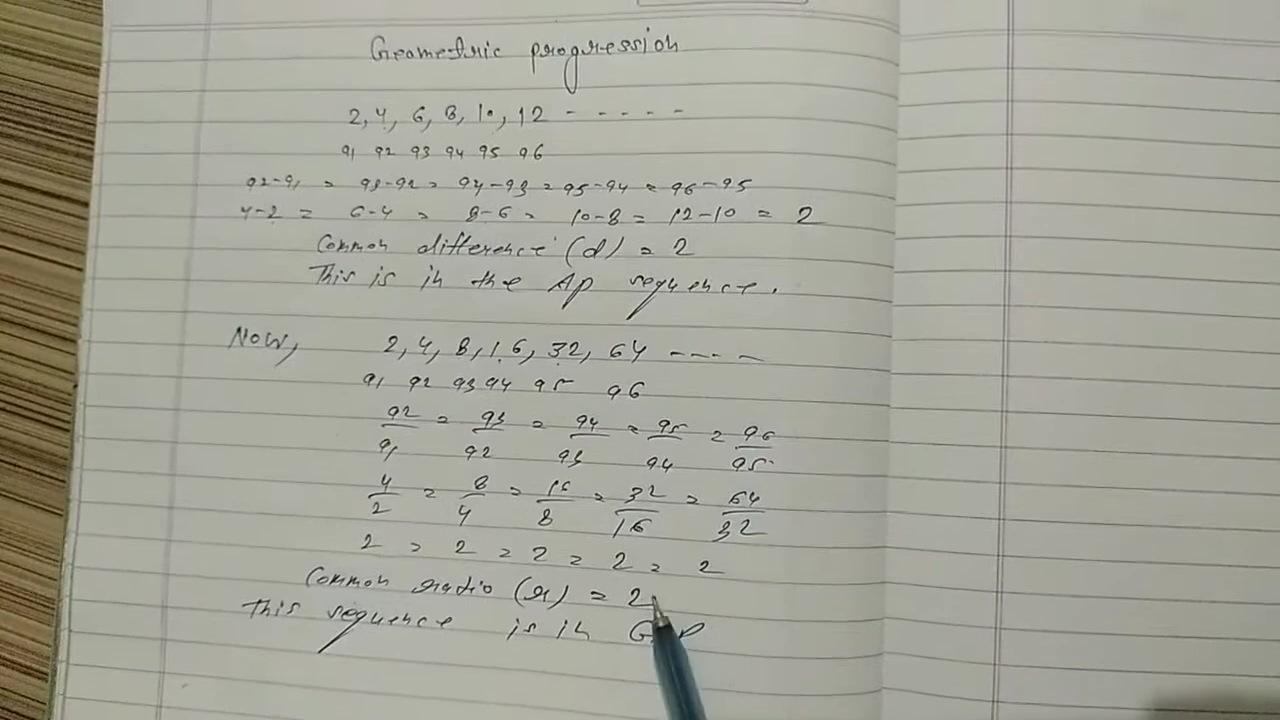 Geometric progression
2, 4, 6, 8, 10, 12 - - - - -
a1 a2 a3 a4 a5 a6
a2-a1 = a3-a2 = a4-a3 = a5-a4 = a6-a5
4-2 = 6-4 = 8-6 = 10-8 = 12-10 = 2
Common difference (d) = 2
This is in the Ap sequence.
Now, 2, 4, 8, 16, 32, 64 - - - -
a1 a2 a3 a4 a5 a6
a2/a1 = a3/a2 = a4/a3 = a5/a4 = a6/a5
4/2 = 8/4 = 16/8 = 32/16 = 64/32
2 = 2 = 2 = 2 = 2
Common ratio (r) = 2
This sequence is in G.P